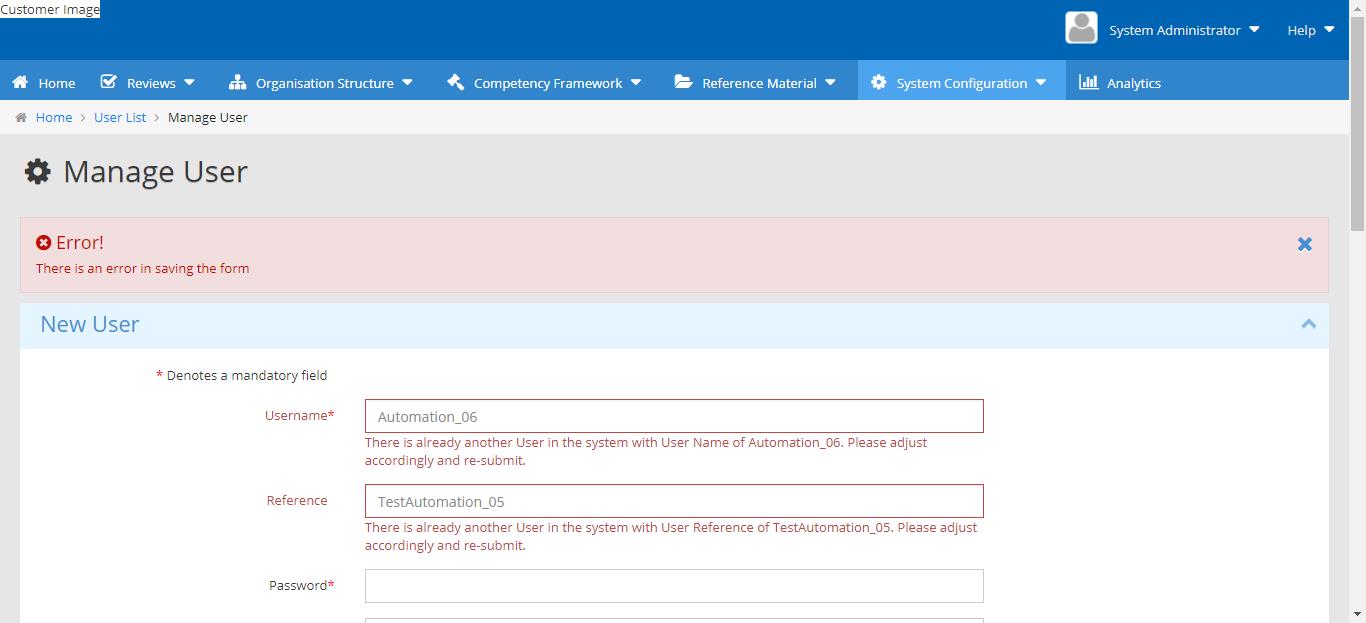 Customer Image
System Administrator
Help
Home
Reviews
Organisation Structure
Competency Framework
Reference Material
System Configuration
Analytics
Home > User List > Manage User
Manage User
Error!
There is an error in saving the form
New User
* Denotes a mandatory field
Username*
Automation_06
There is already another User in the system with User Name of Automation_06. Please adjust
accordingly and re-submit.
Reference
TestAutomation_05
There is already another User in the system with User Reference of TestAutomation_05. Please adjust
accordingly and re-submit.
Password*